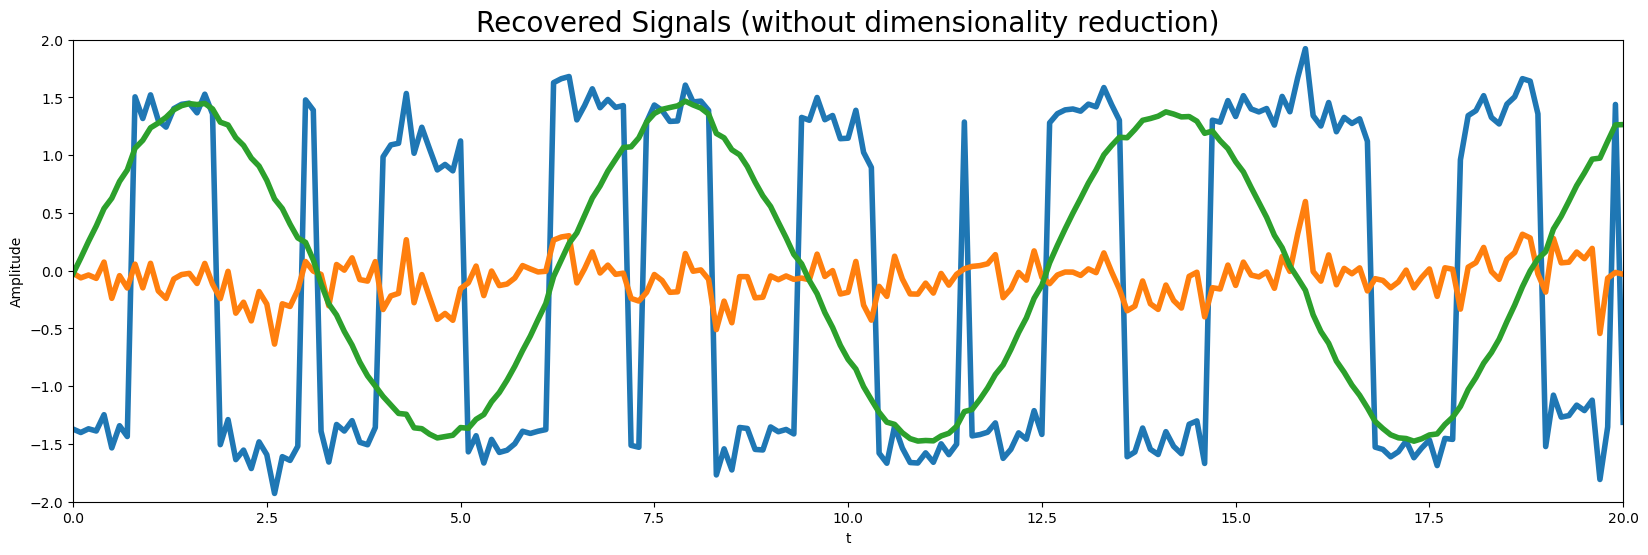 Recovered Signals (without dimensionality reduction)
Amplitude
2.0
1.5
1.0
0.5
0.0
−0.5
−1.0
−1.5
−2.0
0.0 2.5 5.0 7.5 10.0 12.5 15.0 17.5 20.0
t